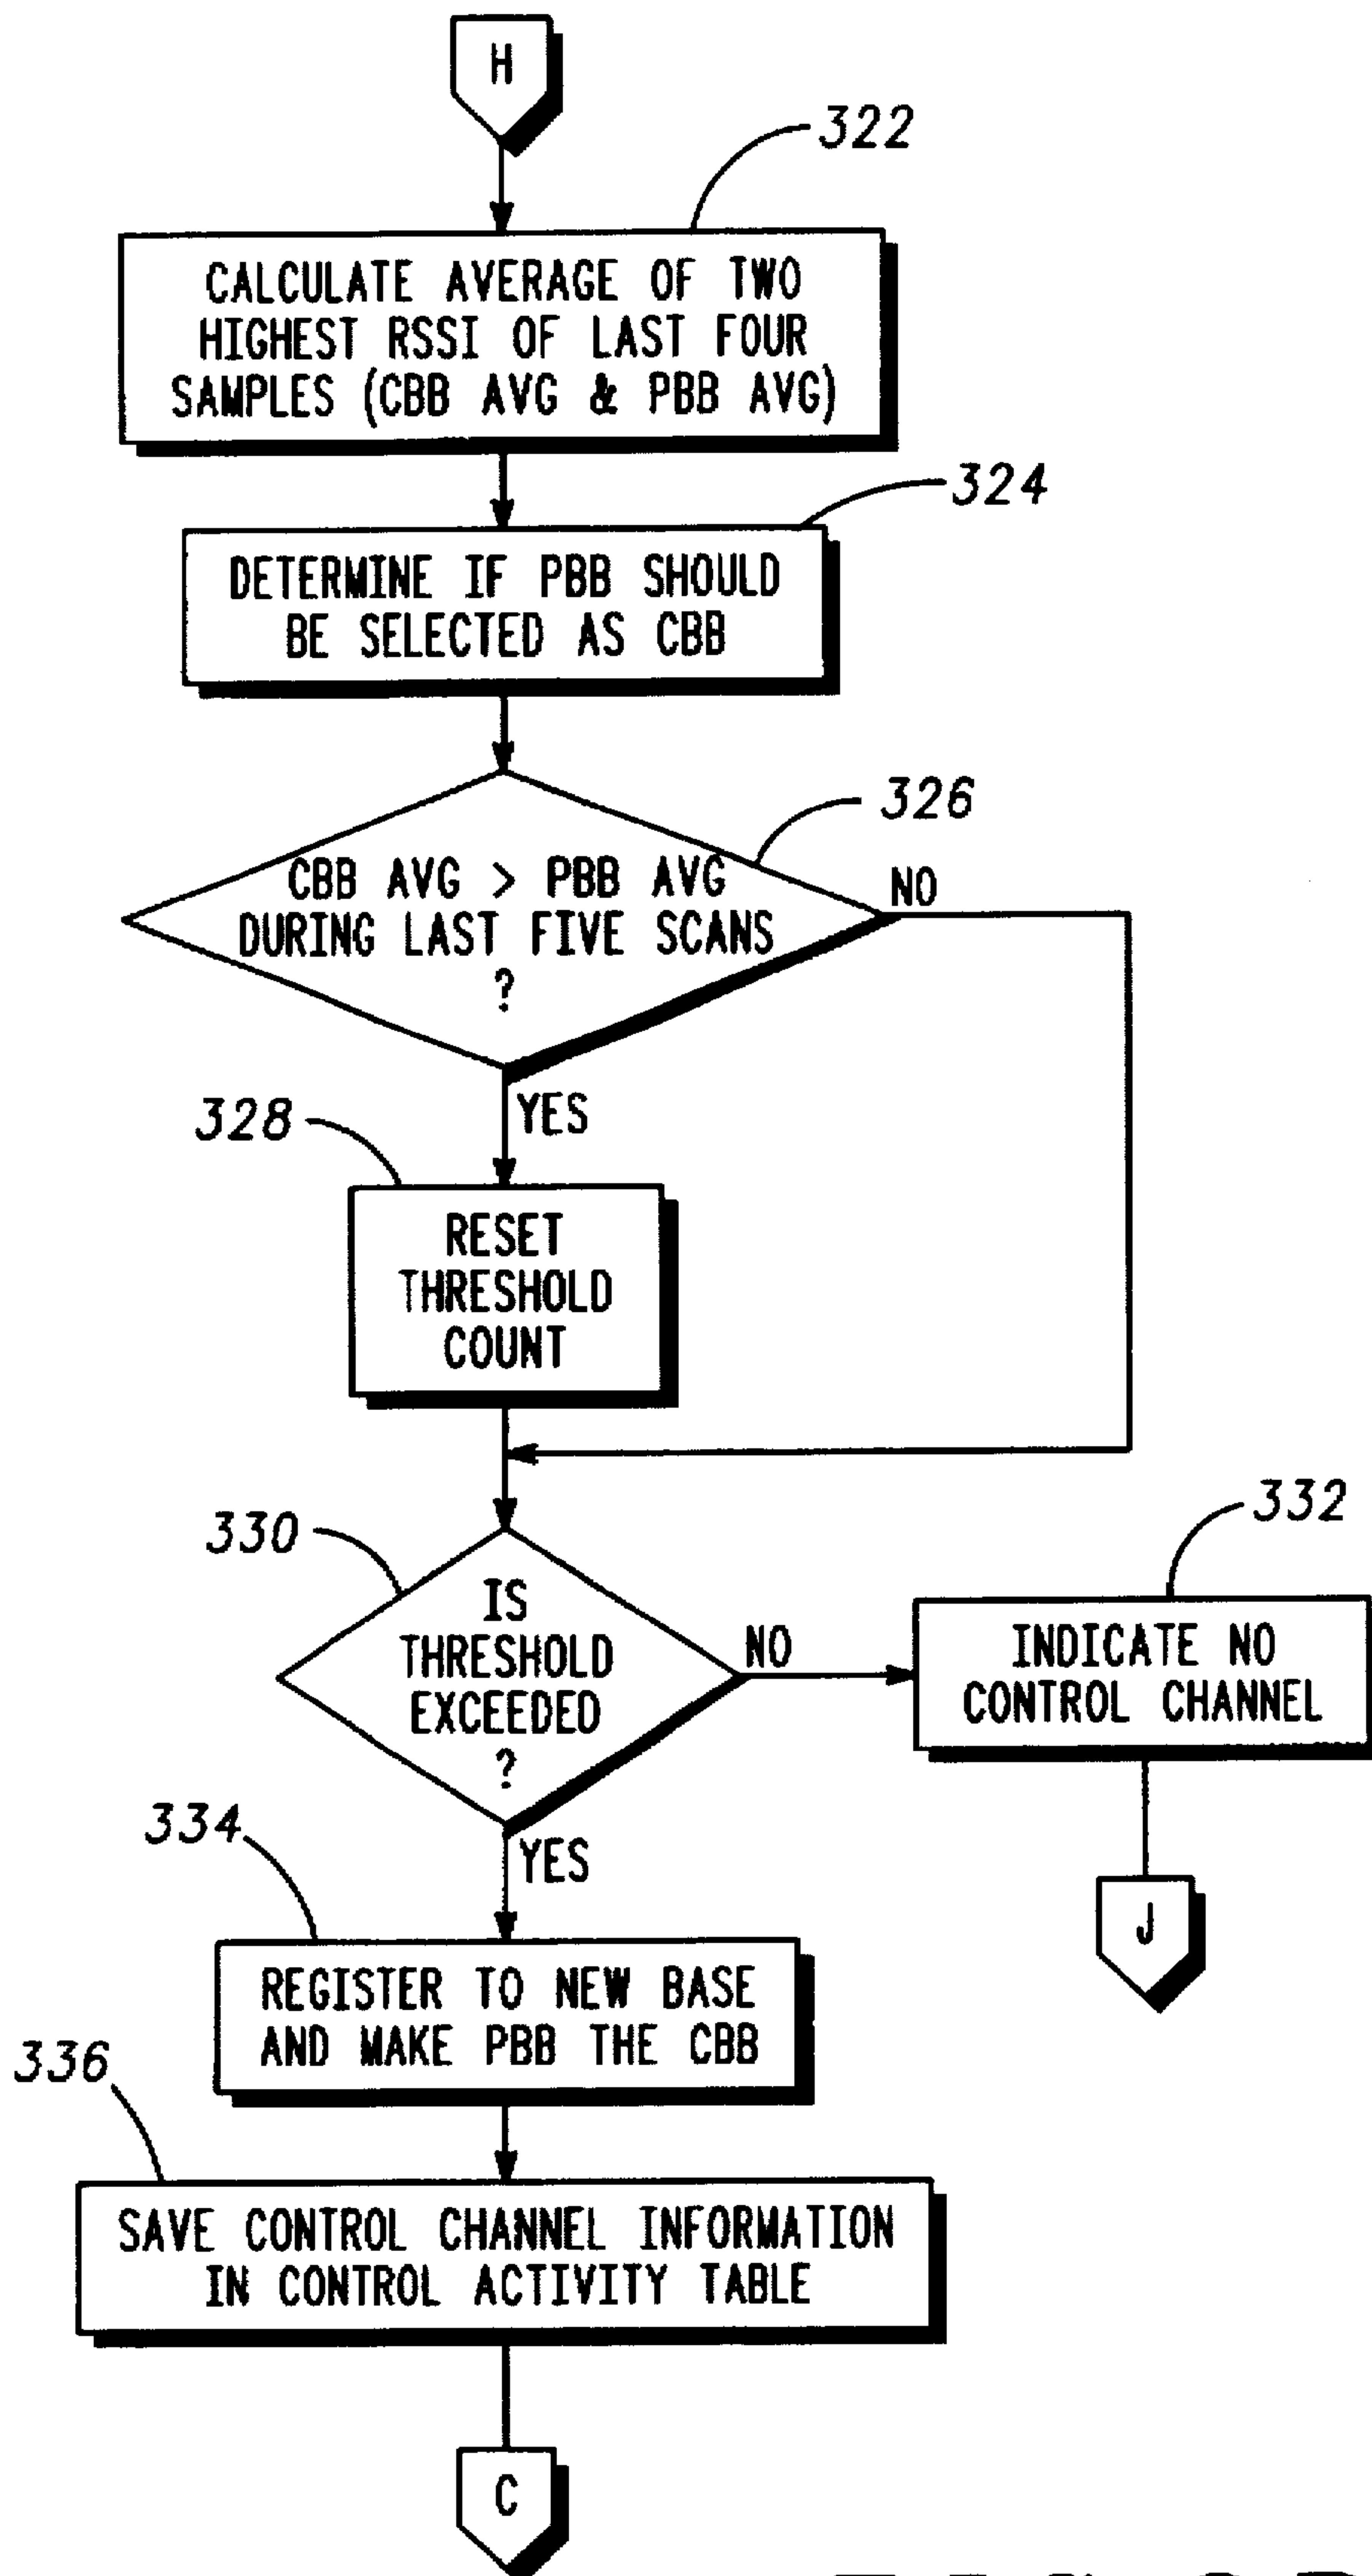 H
322
CALCULATE AVERAGE OF TWO
HIGHEST RSSI OF LAST FOUR
SAMPLES (CBB AVG & PBB AVG)
324
DETERMINE IF PBB SHOULD
BE SELECTED AS CBB
326
CBB AVG > PBB AVG
DURING LAST FIVE SCANS
?
NO
YES
328
RESET
THRESHOLD
COUNT
330
IS
THRESHOLD
EXCEEDED
?
NO
332
INDICATE NO
CONTROL CHANNEL
J
YES
334
REGISTER TO NEW BASE
AND MAKE PBB THE CBB
336
SAVE CONTROL CHANNEL INFORMATION
IN CONTROL ACTIVITY TABLE
C